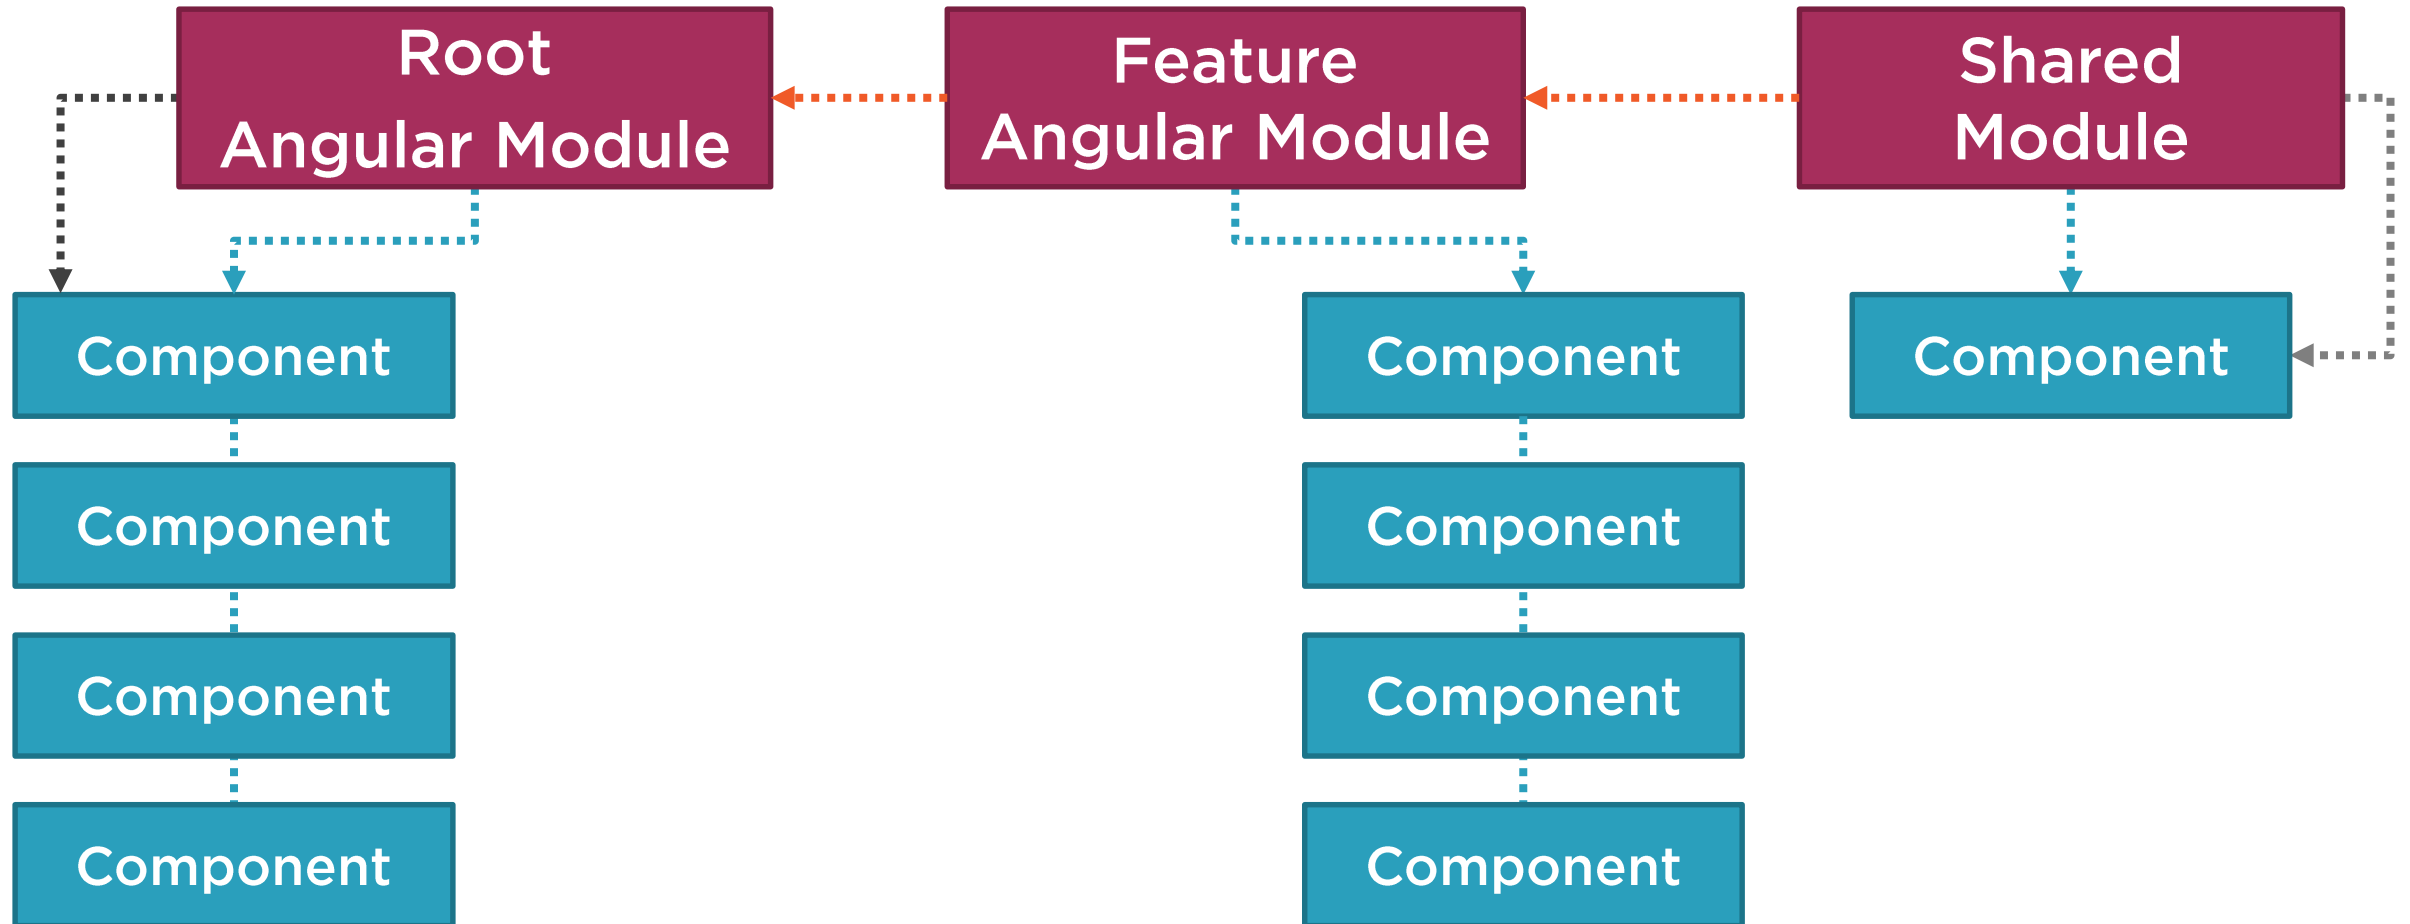 Root
Angular Module
Feature
Angular Module
Shared
Module
Component
Component
Component
Component
Component
Component
Component
Component
Component